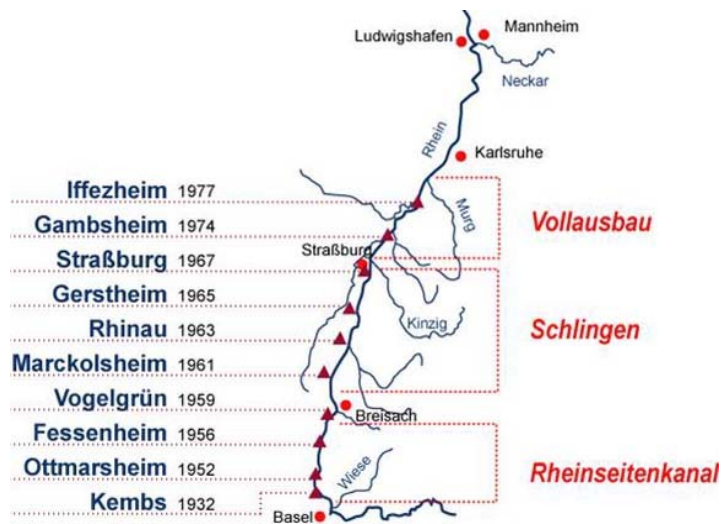 Ludwigshafen
Mannheim
Neckar
Rhein
Karlsruhe
Iffezheim 1977
Murg
Vollausbau
Gambsheim 1974
Straßburg
Straßburg 1967
Gerstheim 1965
Kinzig
Schlingen
Rhinau 1963
Marckolsheim 1961
Vogelgrün 1959
Breisach
Fessenheim 1956
Ottmarsheim 1952
Wiese
Rheinseitenkanal
Kembs 1932
Basel